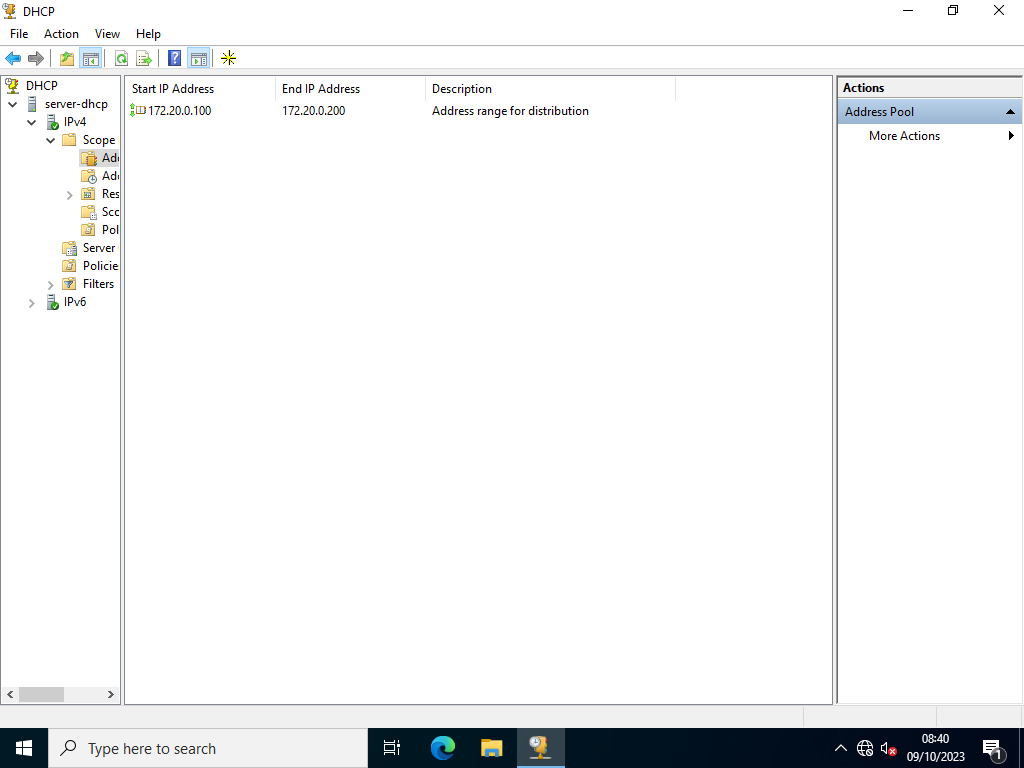 DHCP
File Action View Help
DHCP
server-dhcp
IPv4
Scope
Res
Sco
Pol
Server
Policie
Filters
IPv6
Start IP Address End IP Address Description
172.20.0.100 172.20.0.200 Address range for distribution
Actions
Address Pool
More Actions
Type here to search
08:40
09/10/2023
1